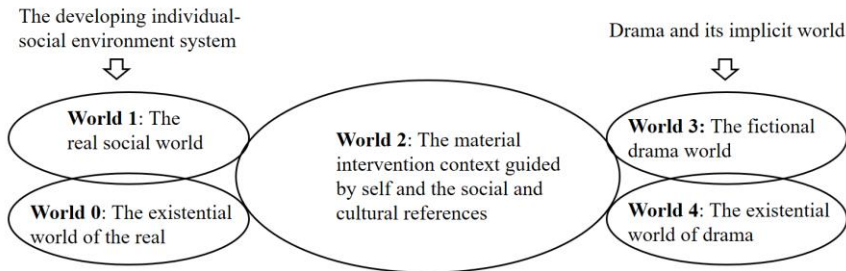 The developing individual-
social environment system
Drama and its implicit world
World 1: The
real social world
World 0: The existential
world of the real
World 2: The material
intervention context guided
by self and the social and
cultural references
World 3: The fictional
drama world
World 4: The existential
world of drama